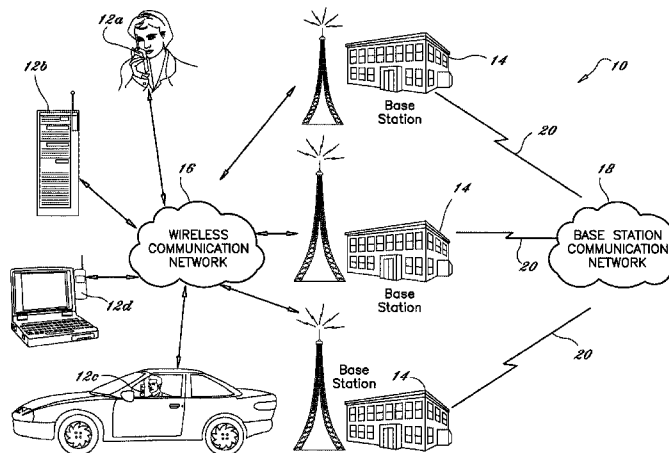 12a
12b
14
10
Base
Station
20
16
18
WIRELESS
COMMUNICATION
NETWORK
14
BASE STATION
COMMUNICATION
NETWORK
20
Base
Station
12d
12c
Base
Station
14
20